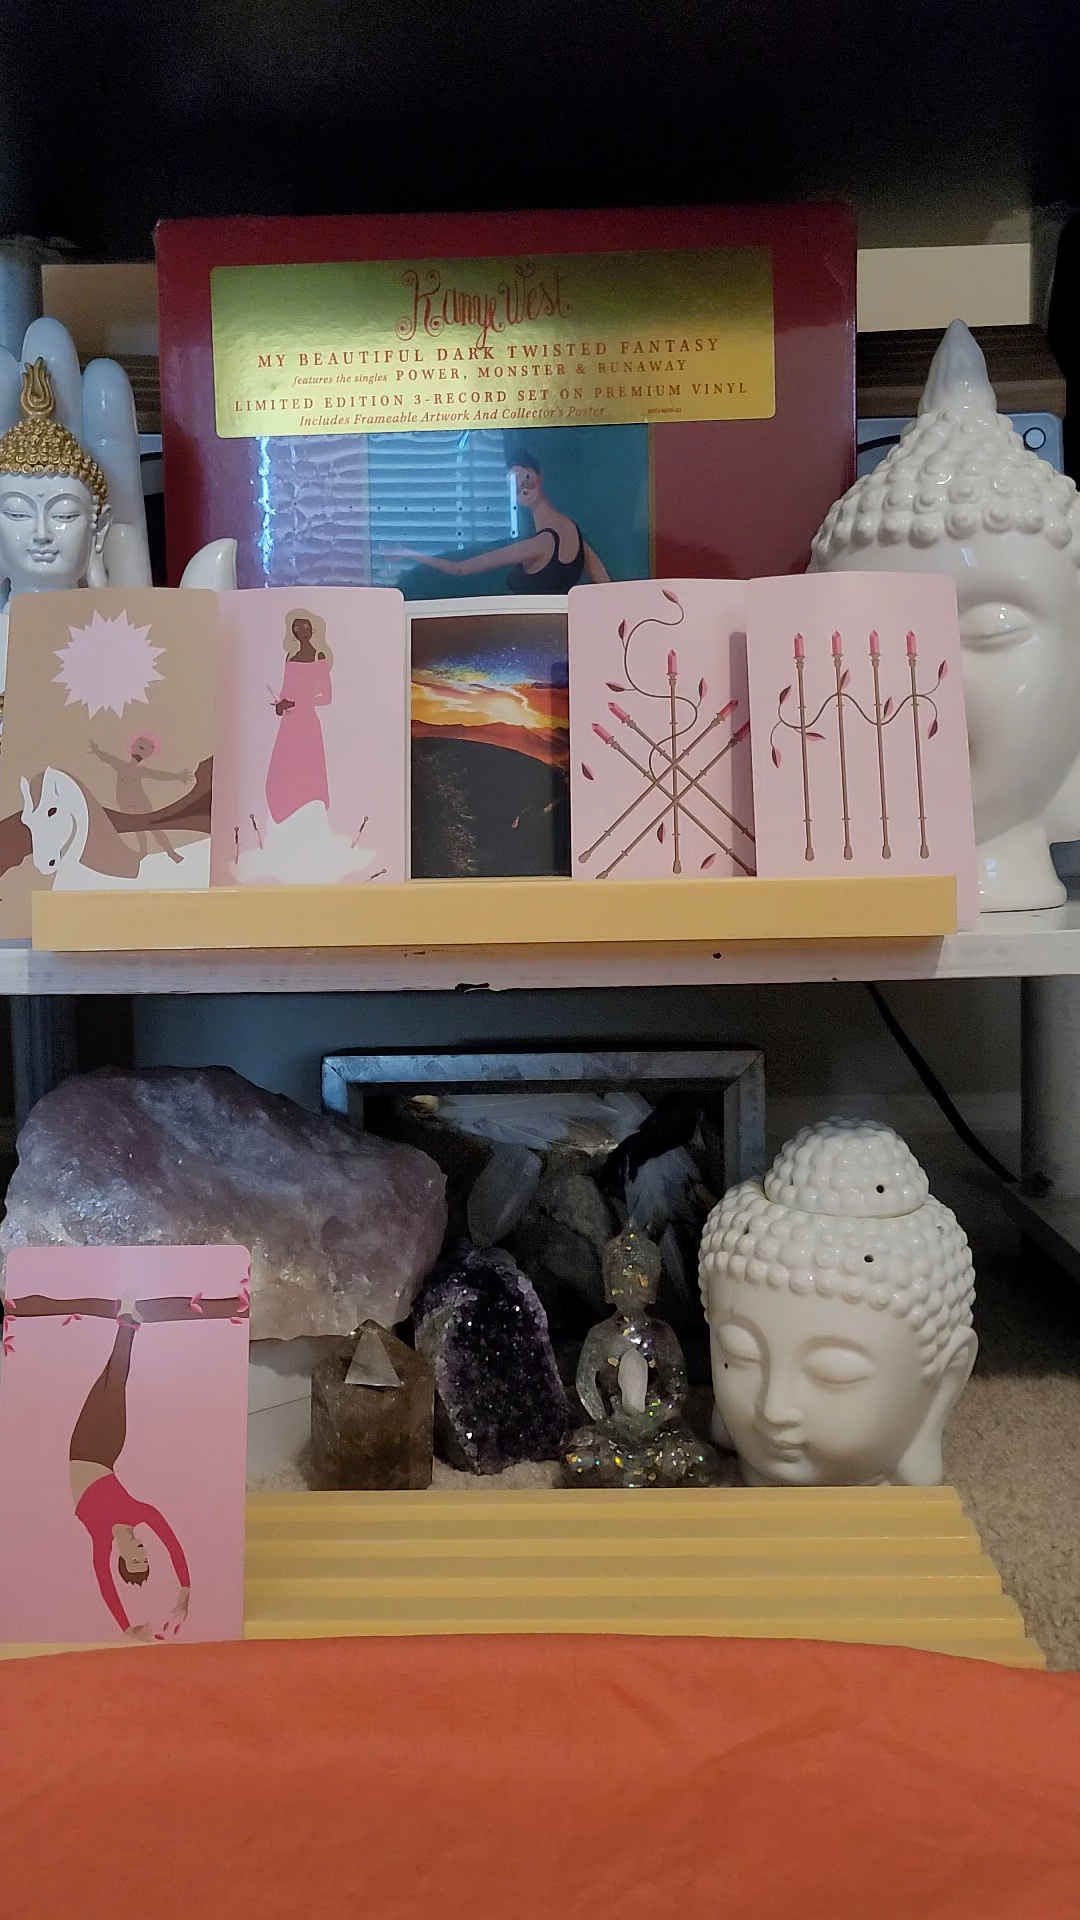 Kanye West
MY BEAUTIFUL DARK TWISTED FANTASY
features the singles POWER, MONSTER & RUNAWAY
LIMITED EDITION 3-RECORD SET ON PREMIUM VINYL
Includes Frameable Artwork And Collector's Poster